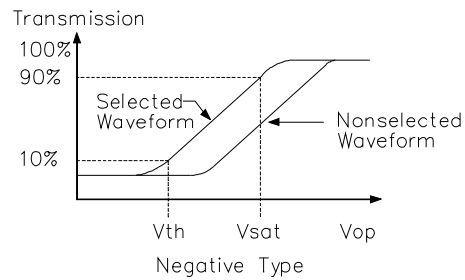 Transmission
100%
90%
Selected
Waveform
Nonselected
Waveform
10%
Vth Vsat Vop
Negative Type